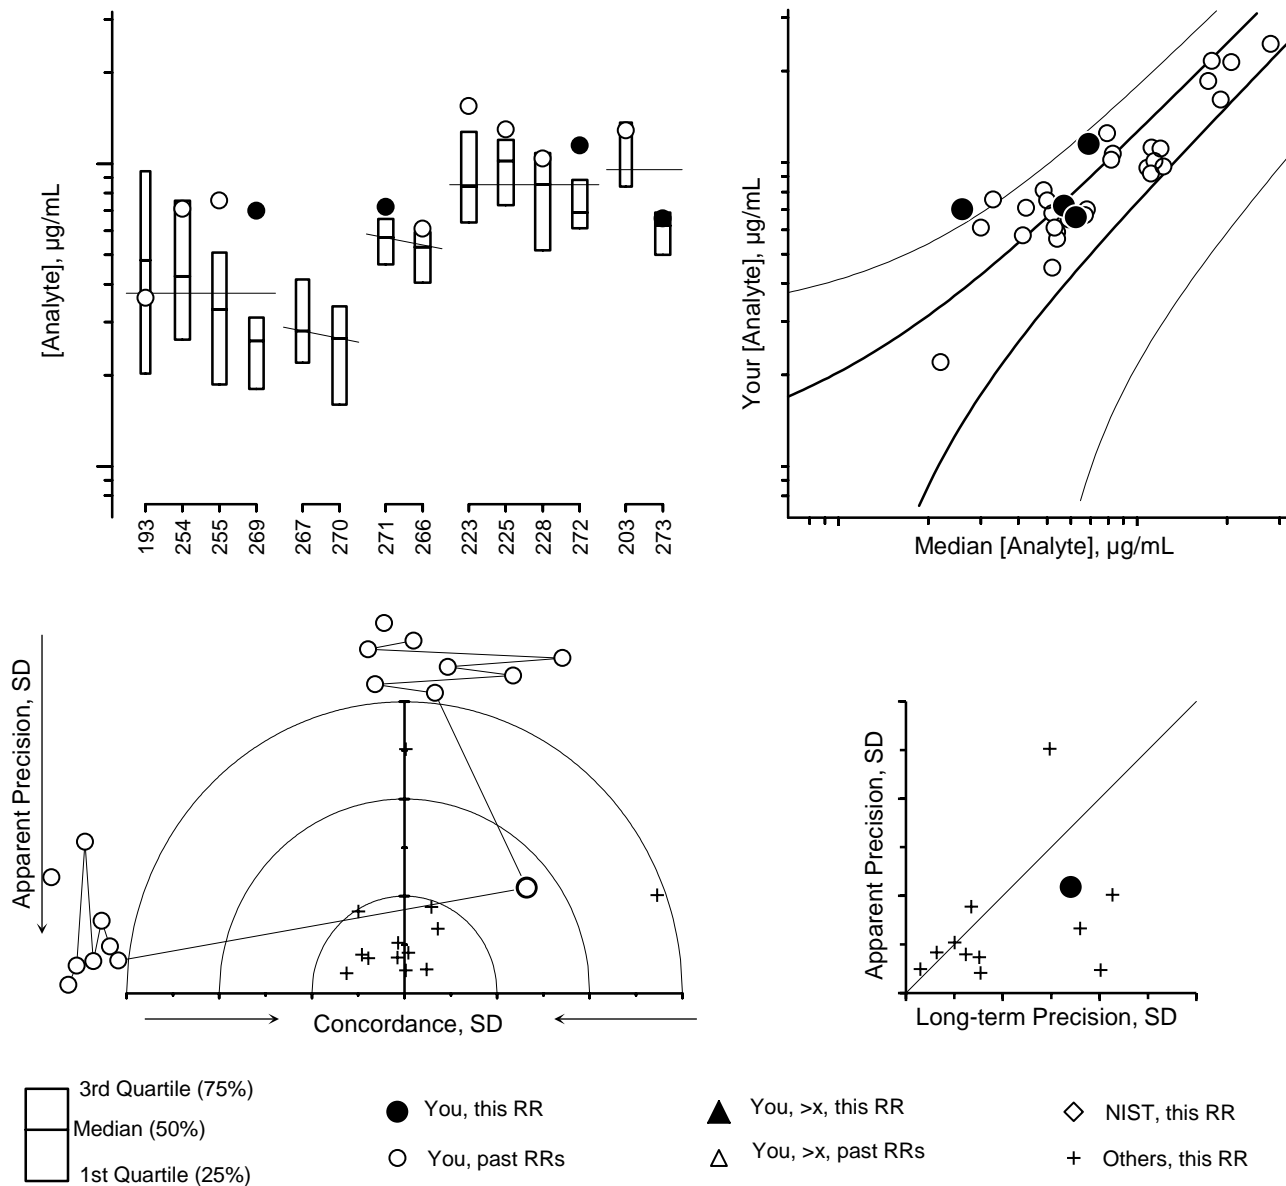 [Analyte], µg/mL
193
254
255
269
267
270
271
266
223
225
228
272
203
273
Your [Analyte], µg/mL
Median [Analyte], µg/mL
Apparent Precision, SD
Concordance, SD
Apparent Precision, SD
Long-term Precision, SD
3rd Quartile (75%)
Median (50%)
1st Quartile (25%)
You, this RR
You, past RRs
You, >x, this RR
You, >x, past RRs
NIST, this RR
Others, this RR